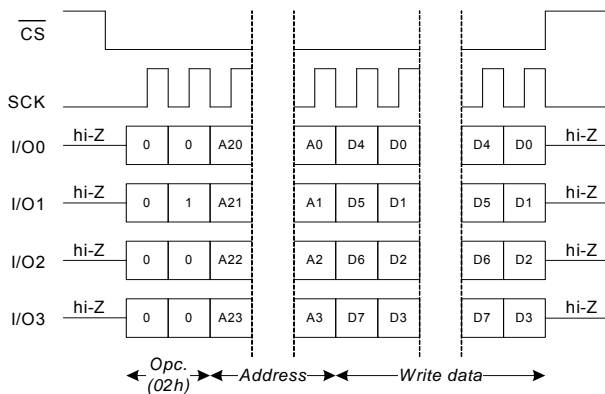 CS
SCK
I/O0 hi-Z 0 0 A20 A0 D4 D0 D4 D0 hi-Z
I/O1 hi-Z 0 1 A21 A1 D5 D1 D5 D1 hi-Z
I/O2 hi-Z 0 0 A22 A2 D6 D2 D6 D2 hi-Z
I/O3 hi-Z 0 0 A23 A3 D7 D3 D7 D3 hi-Z
Opc. (02h) Address Write data